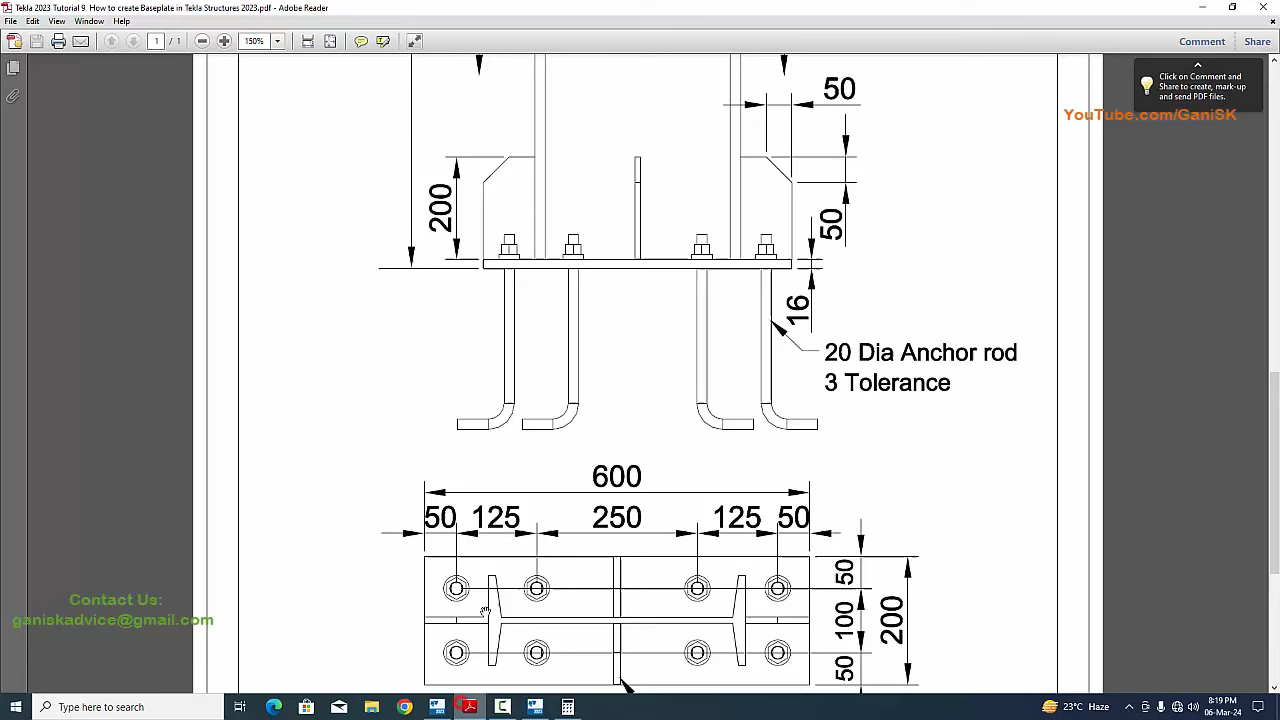 Tekla 2023 Tutorial 9 How to create Baseplate in Tekla Structures 2023.pdf - Adobe Reader
File Edit View Window Help
1 / 1 150% Comment Share
Click on Comment and
Share to create, mark-up
and send PDF files.
YouTube.com/GaniSK
50
200
50
16
20 Dia Anchor rod
3 Tolerance
600
50 125 250 125 50
50
100
200
50
Contact Us:
ganiskadvice@gmail.com
Type here to search
23°C Haze
8:19 PM
06-Mar-24